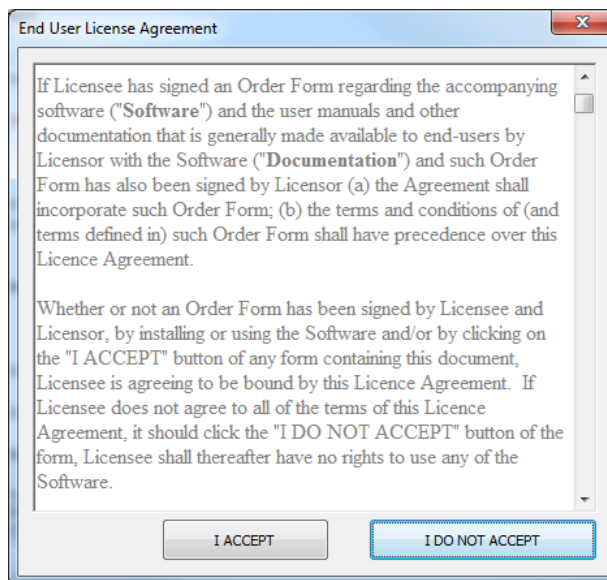 End User License Agreement
If Licensee has signed an Order Form regarding the accompanying
software ("Software") and the user manuals and other
documentation that is generally made available to end-users by
Licensor with the Software ("Documentation") and such Order
Form has also been signed by Licensor (a) the Agreement shall
incorporate such Order Form; (b) the terms and conditions of (and
terms defined in) such Order Form shall have precedence over this
Licence Agreement.
Whether or not an Order Form has been signed by Licensee and
Licensor, by installing or using the Software and/or by clicking on
the "I ACCEPT" button of any form containing this document,
Licensee is agreeing to be bound by this Licence Agreement.  If
Licensee does not agree to all of the terms of this Licence
Agreement, it should click the "I DO NOT ACCEPT" button of the
form, Licensee shall thereafter have no rights to use any of the
Software.
I ACCEPT
I DO NOT ACCEPT